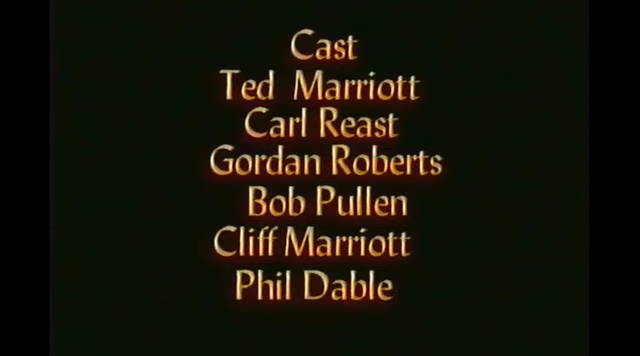 Cast
Ted Marriott
Carl Reast
Gordan Roberts
Bob Pullen
Cliff Marriott
Phil Dable